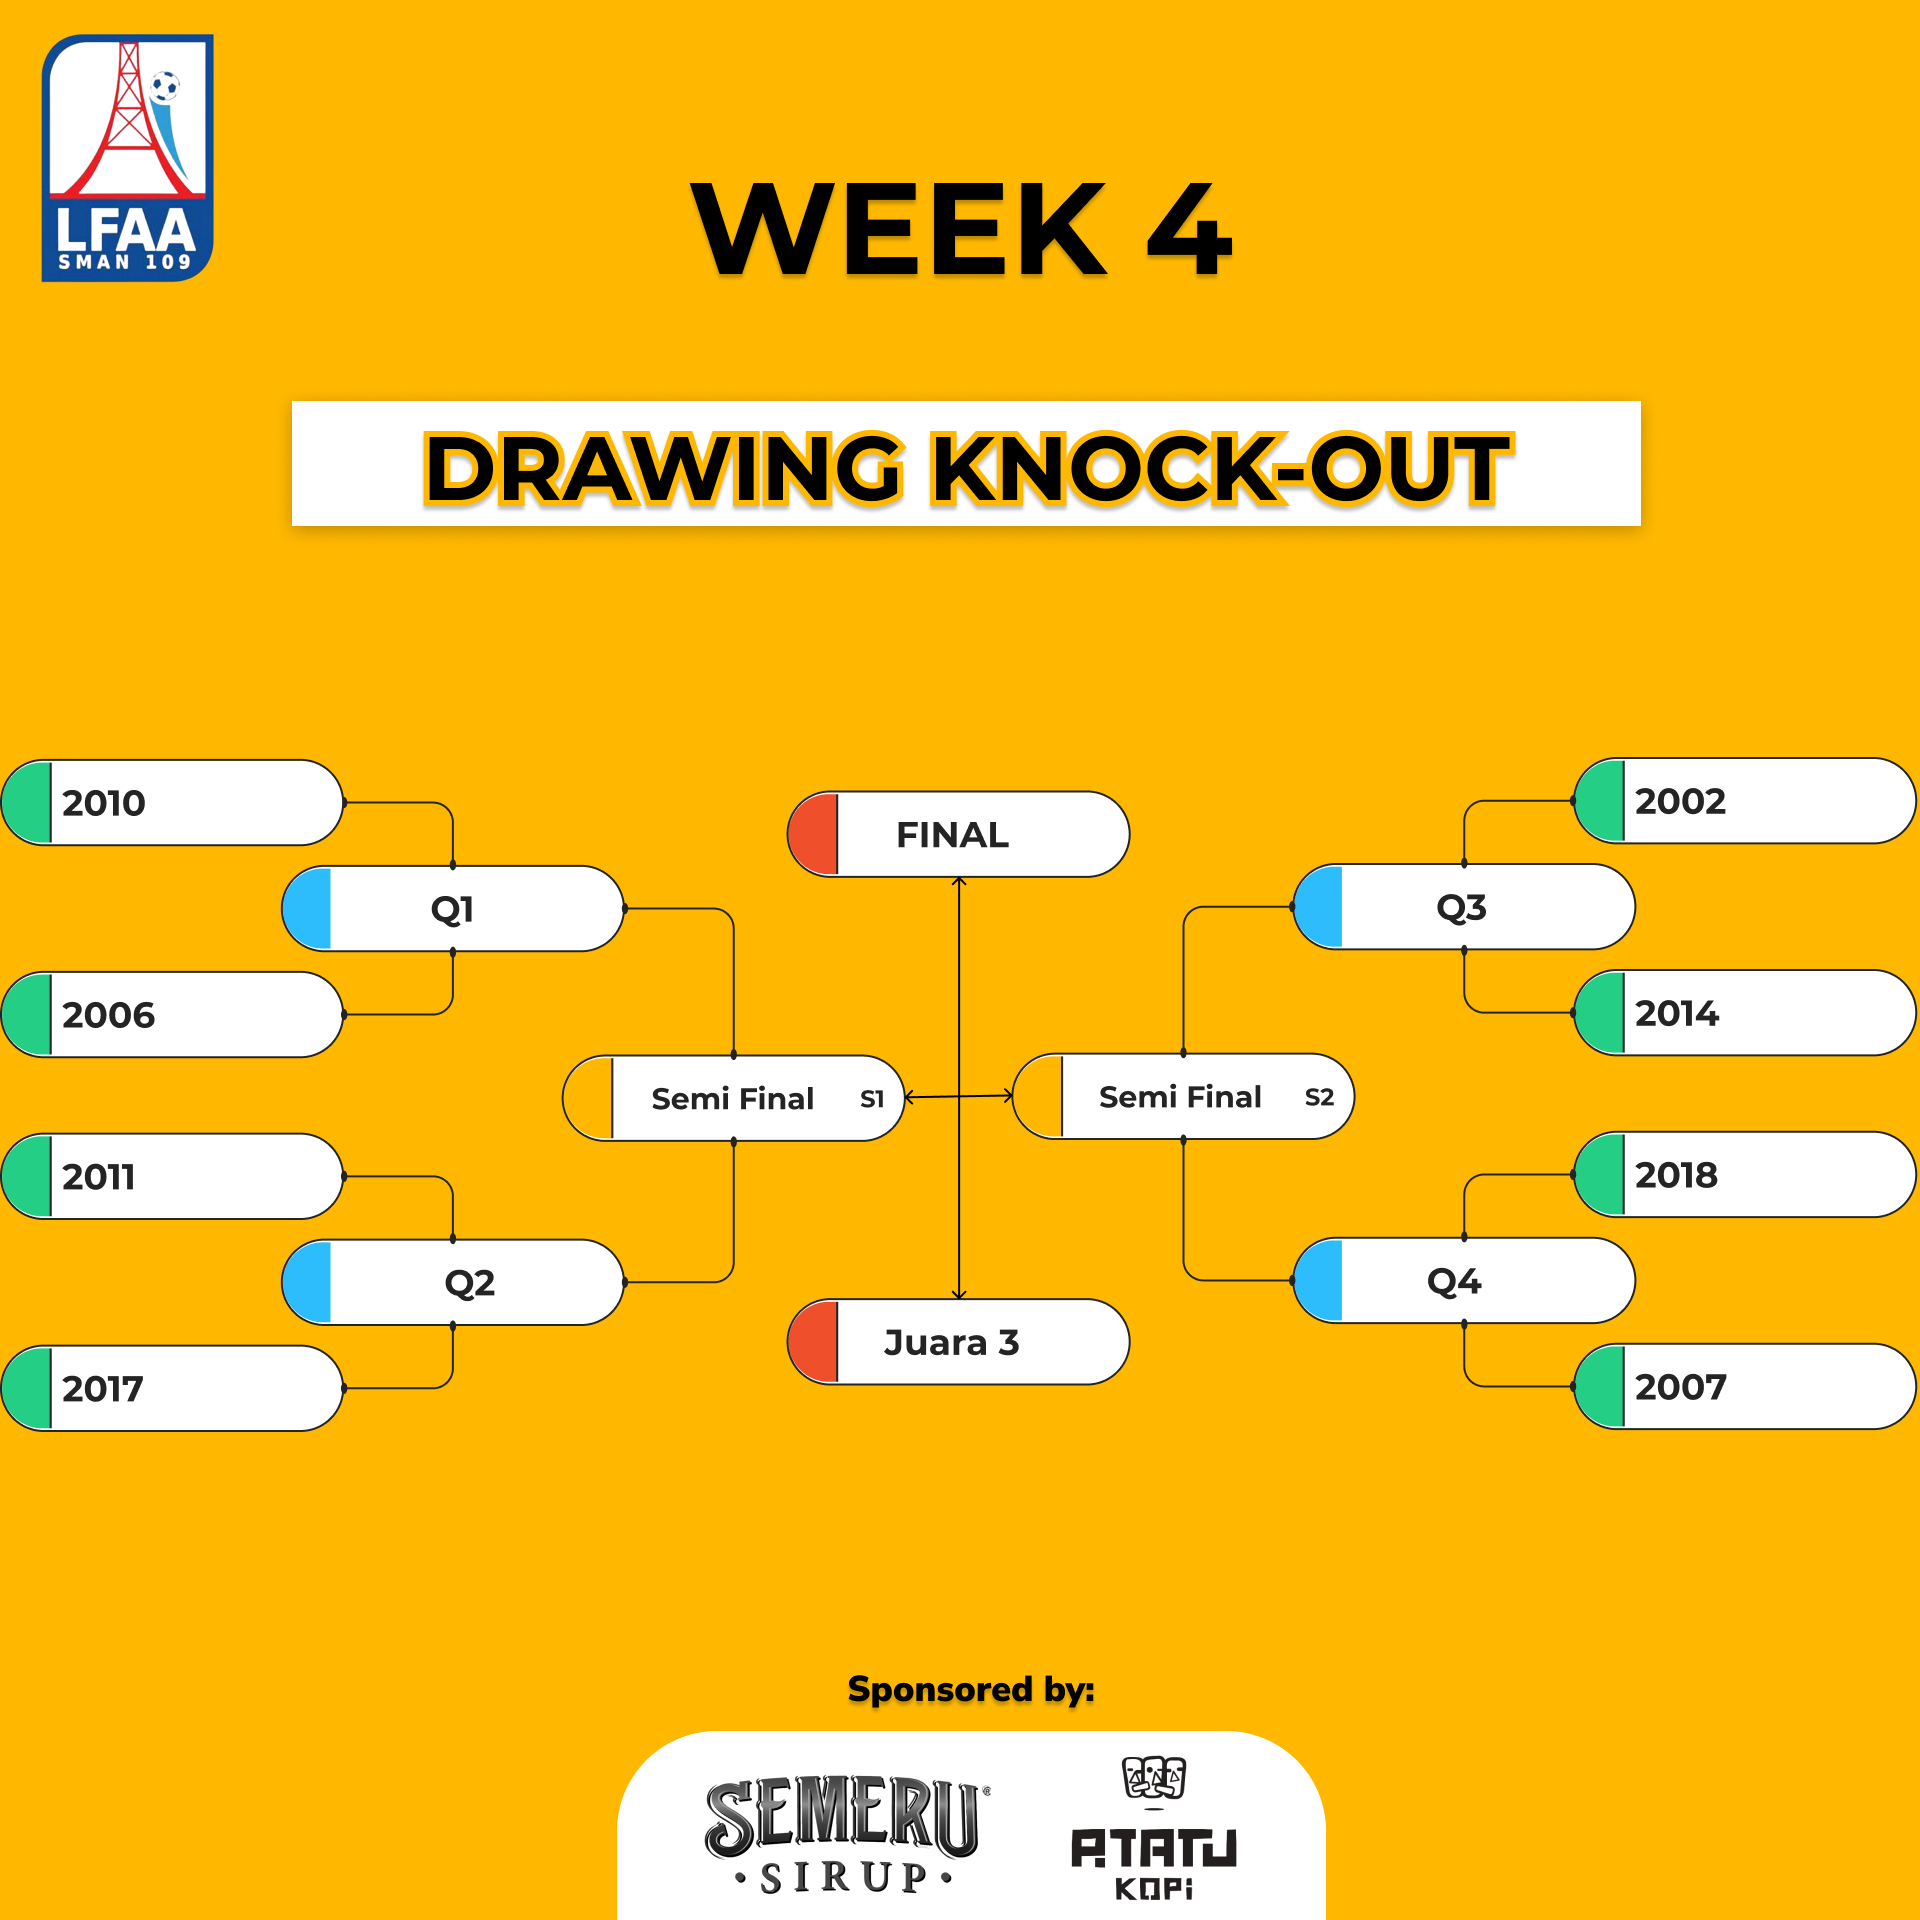 LFAA
SMAN 109
WEEK 4
DRAWING KNOCK-OUT
2010
Q1
2006
2011
Q2
2017
FINAL
Semi Final S1
Semi Final S2
Juara 3
2002
Q3
2014
2018
Q4
2007
Sponsored by:
SEMERU®
• SIRUP •
P.TATU
KOPi